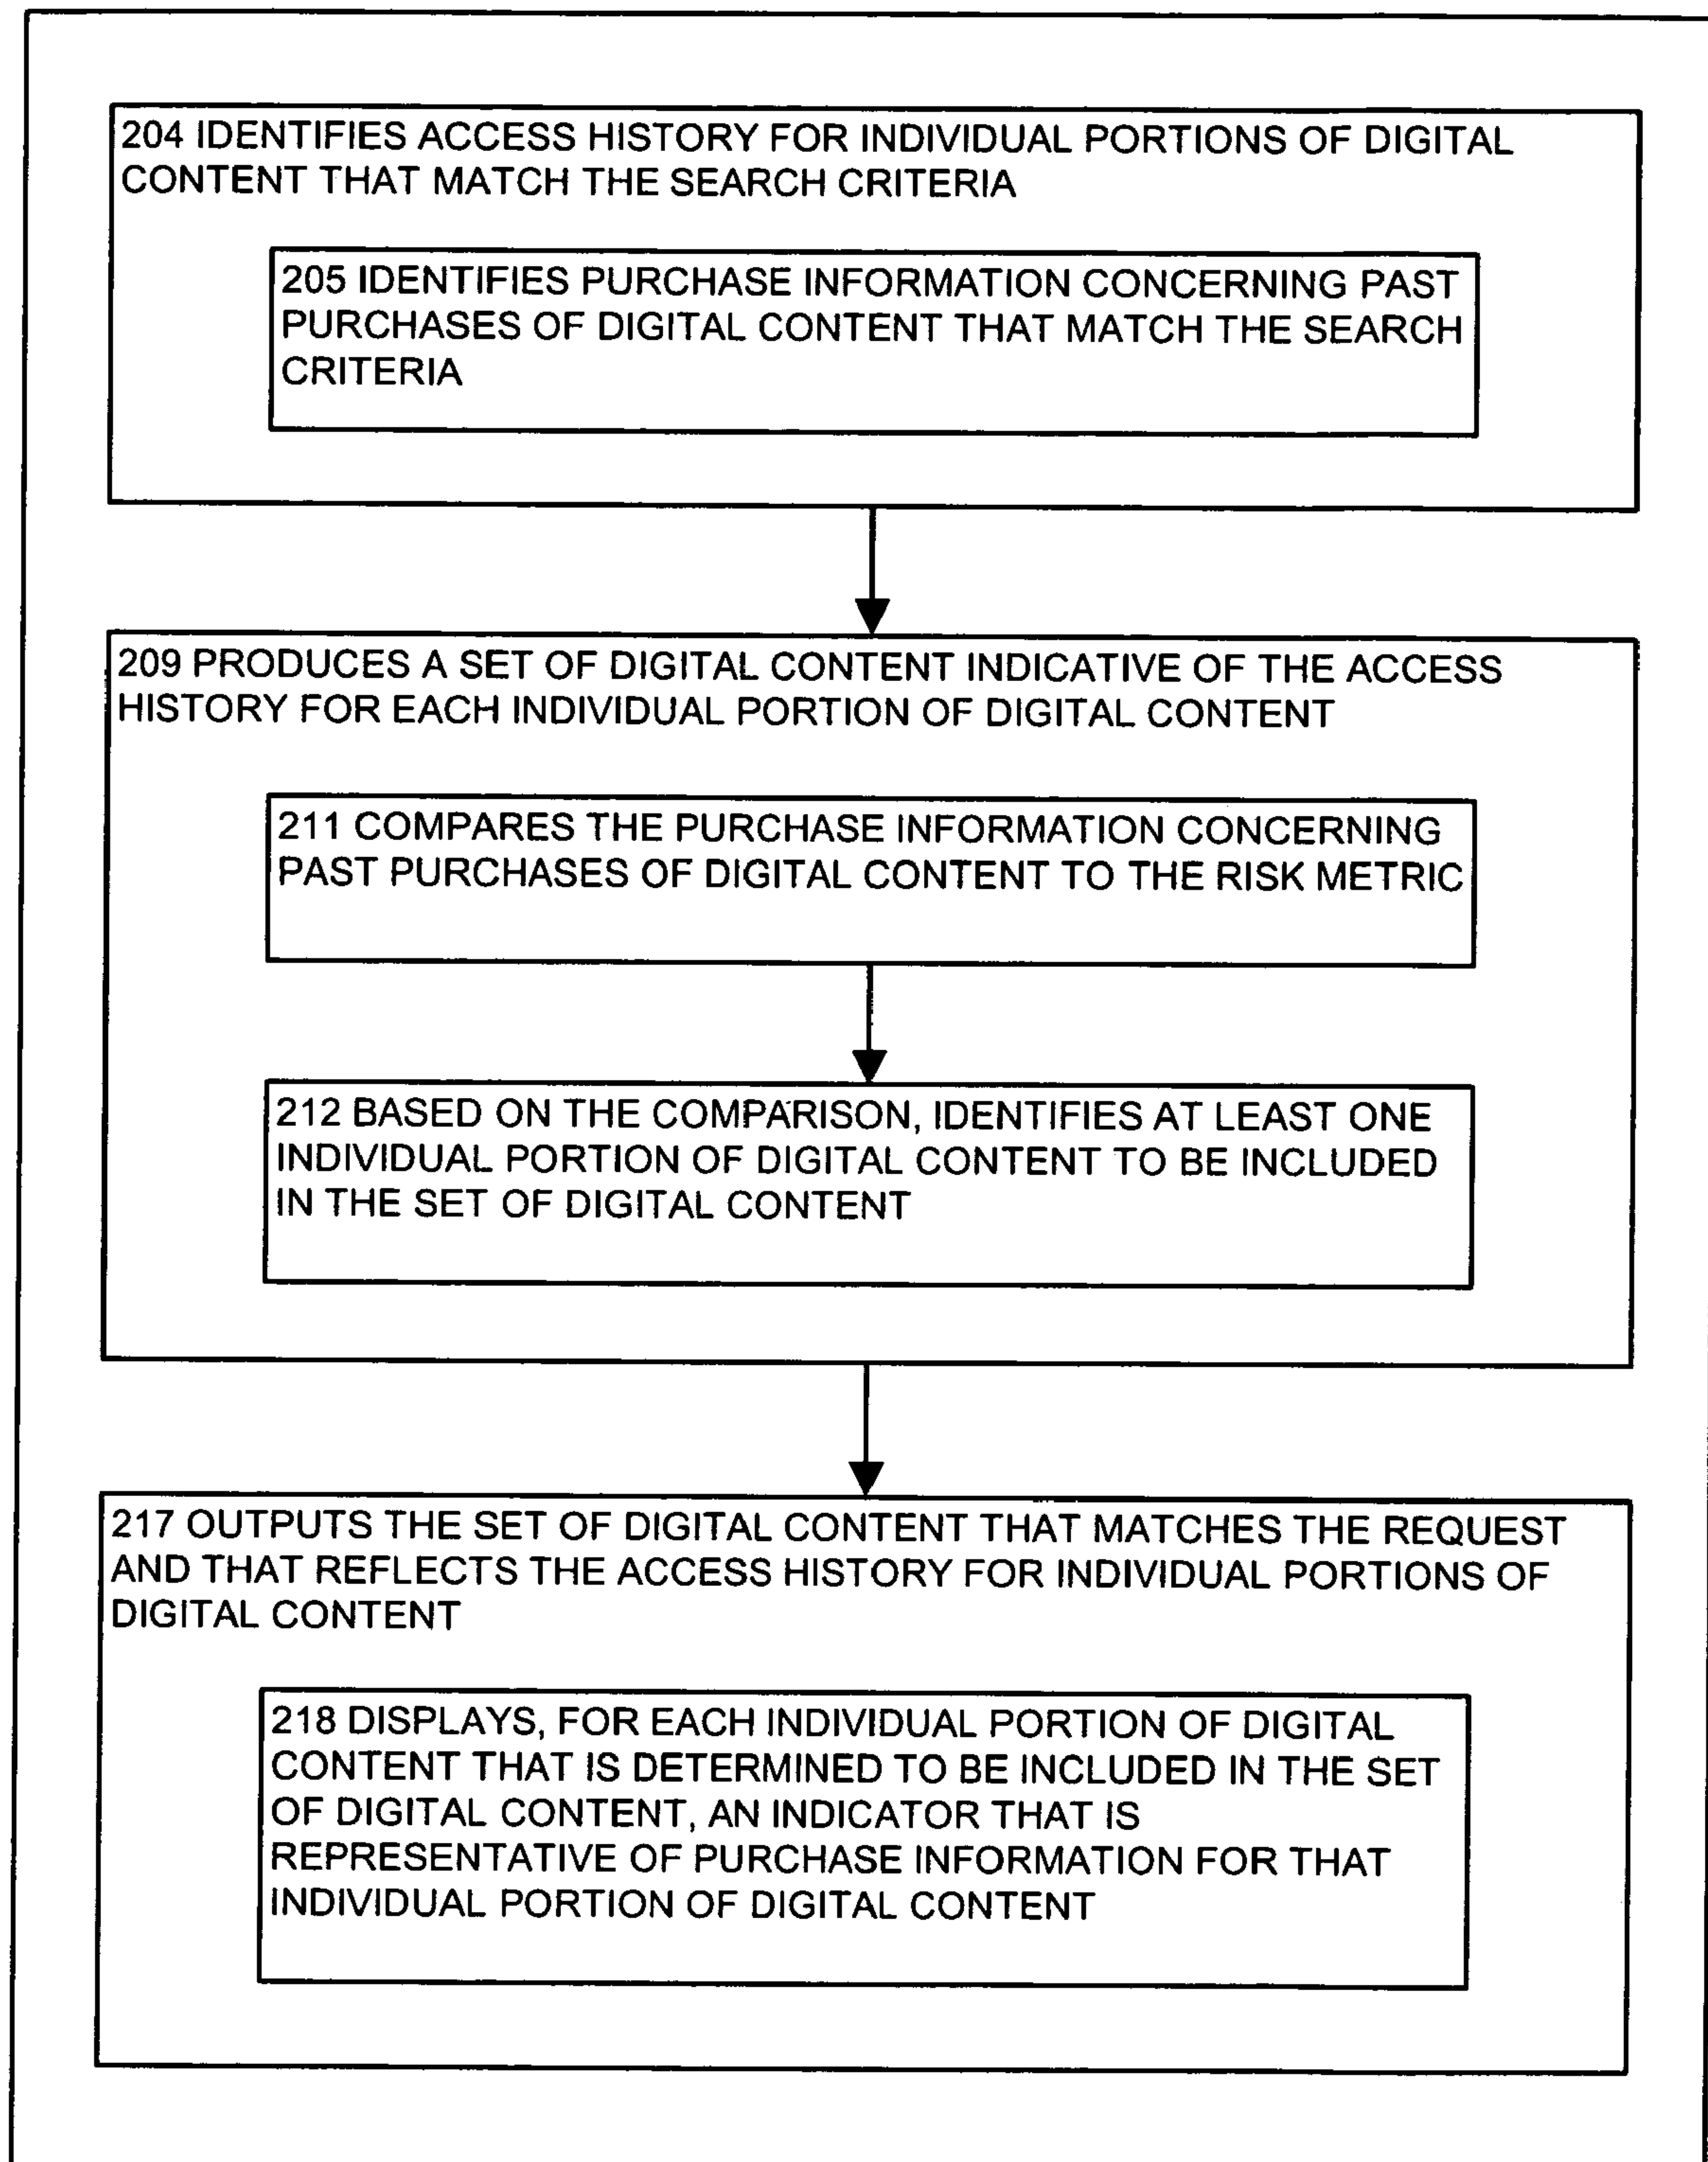 204 IDENTIFIES ACCESS HISTORY FOR INDIVIDUAL PORTIONS OF DIGITAL
CONTENT THAT MATCH THE SEARCH CRITERIA
205 IDENTIFIES PURCHASE INFORMATION CONCERNING PAST
PURCHASES OF DIGITAL CONTENT THAT MATCH THE SEARCH
CRITERIA
209 PRODUCES A SET OF DIGITAL CONTENT INDICATIVE OF THE ACCESS
HISTORY FOR EACH INDIVIDUAL PORTION OF DIGITAL CONTENT
211 COMPARES THE PURCHASE INFORMATION CONCERNING
PAST PURCHASES OF DIGITAL CONTENT TO THE RISK METRIC
212 BASED ON THE COMPARISON, IDENTIFIES AT LEAST ONE
INDIVIDUAL PORTION OF DIGITAL CONTENT TO BE INCLUDED
IN THE SET OF DIGITAL CONTENT
217 OUTPUTS THE SET OF DIGITAL CONTENT THAT MATCHES THE REQUEST
AND THAT REFLECTS THE ACCESS HISTORY FOR INDIVIDUAL PORTIONS OF
DIGITAL CONTENT
218 DISPLAYS, FOR EACH INDIVIDUAL PORTION OF DIGITAL
CONTENT THAT IS DETERMINED TO BE INCLUDED IN THE SET
OF DIGITAL CONTENT, AN INDICATOR THAT IS
REPRESENTATIVE OF PURCHASE INFORMATION FOR THAT
INDIVIDUAL PORTION OF DIGITAL CONTENT